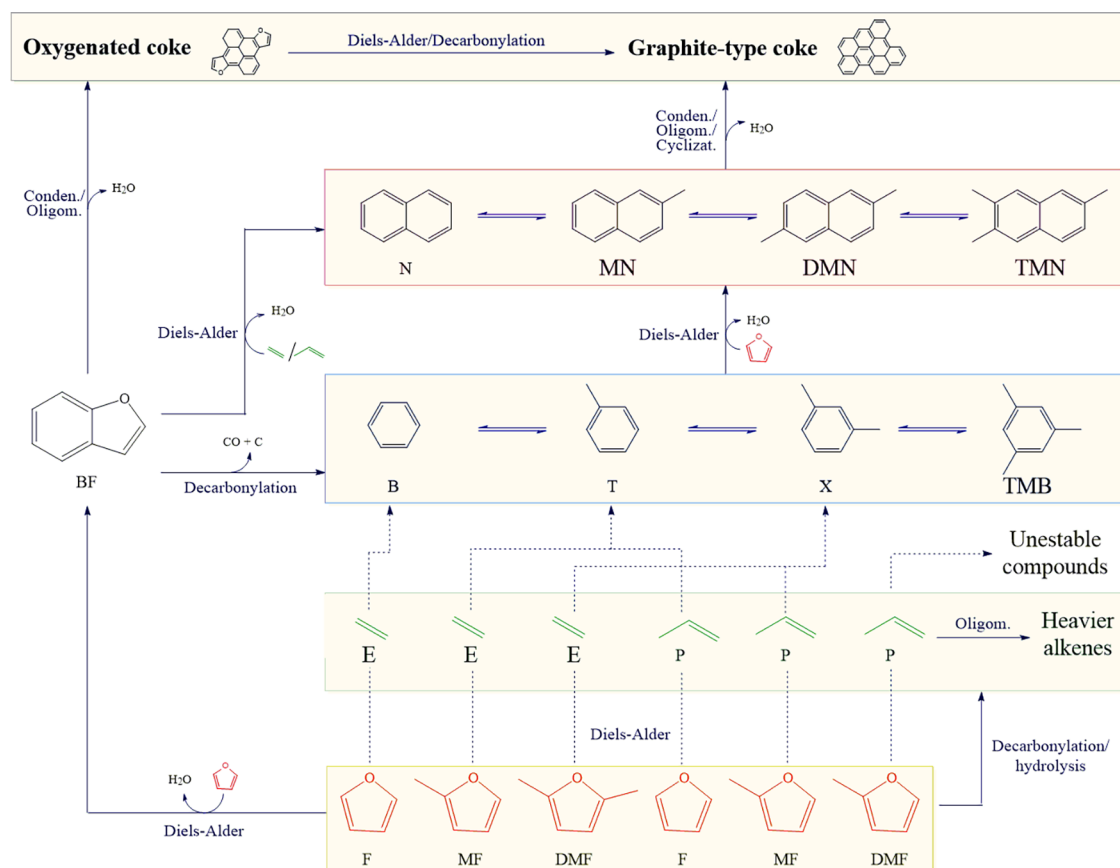 Oxygenated coke
O
O
Diels-Alder/Decarbonylation
Graphite-type coke
Conden./
Oligom.
H2O
Conden./
Oligom./
Cyclizat.
H2O
N
MN
DMN
TMN
Diels-Alder
H2O
/
Diels-Alder
H2O
O
O
BF
CO + C
Decarbonylation
B
T
X
TMB
Unestable
compounds
E
E
E
P
P
P
Oligom.
Heavier
alkenes
Diels-Alder
Decarbonylation/
hydrolysis
H2O
O
Diels-Alder
O
O
O
O
O
O
F
MF
DMF
F
MF
DMF